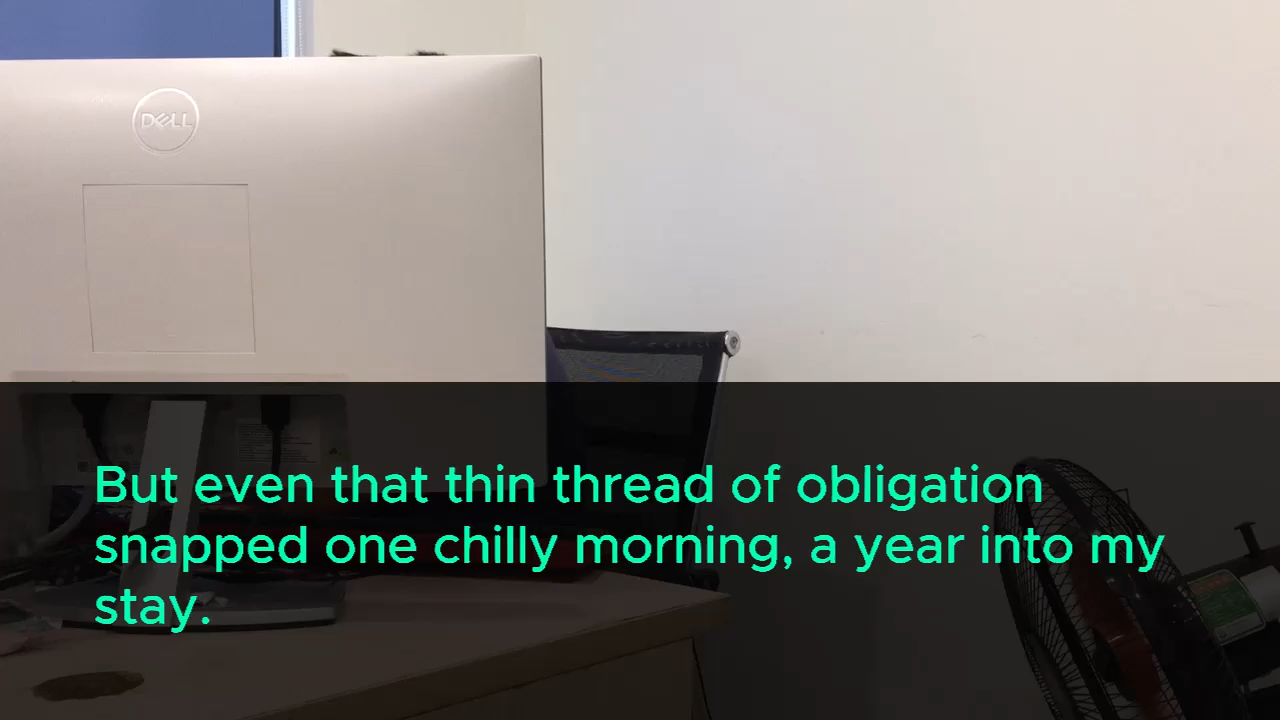 DELL
But even that thin thread of obligation
snapped one chilly morning, a year into my
stay.